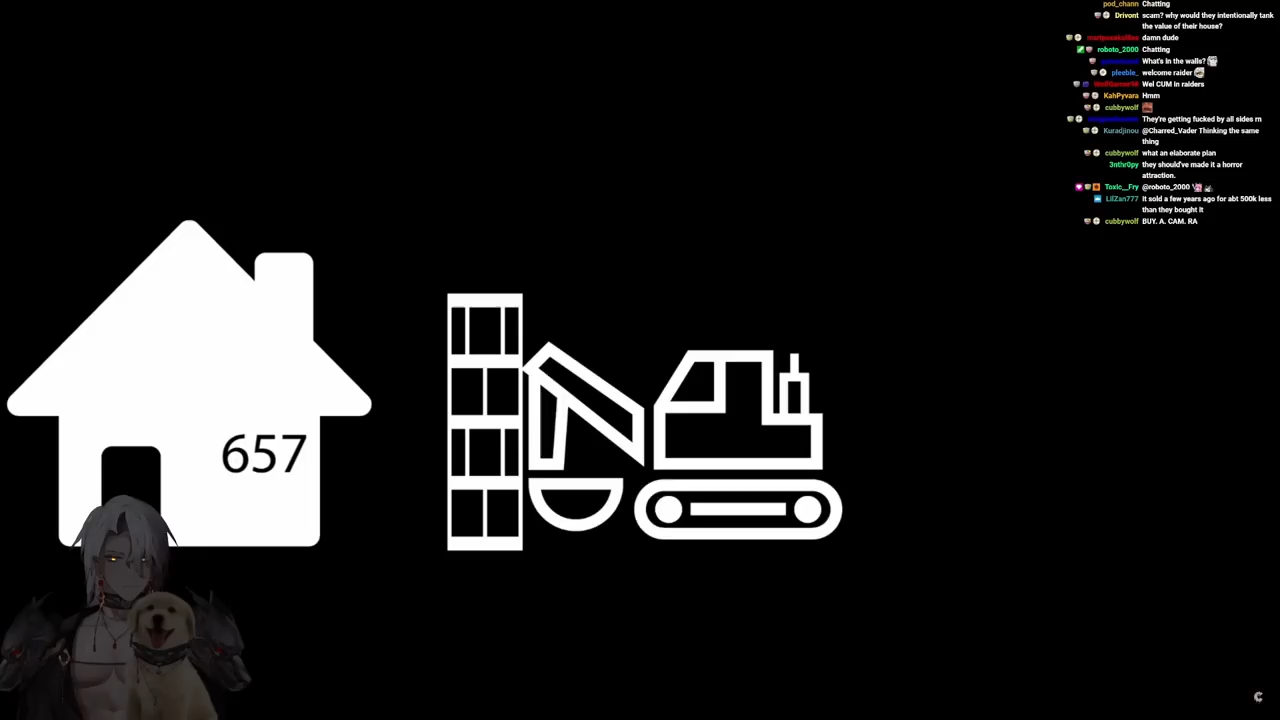 pod_chann Chatting
Drivont scam? why would they intentionally tank
the value of their house?
damn dude
roboto_2000 Chatting
What's in the walls?
pleeble_ welcome raider
Wel CUM in raiders
KahPyvara Hmm
cubbywolf
They're getting fucked by all sides rn
Kuradjinou @Charred_Vader Thinking the same
thing
cubbywolf what an elaborate plan
3nthr0py they should've made it a horror
attraction.
Toxic__Fry @roboto_2000
LilZan777 It sold a few years ago for abt 500k less
than they bought it
cubbywolf BUY. A. CAM. RA
657